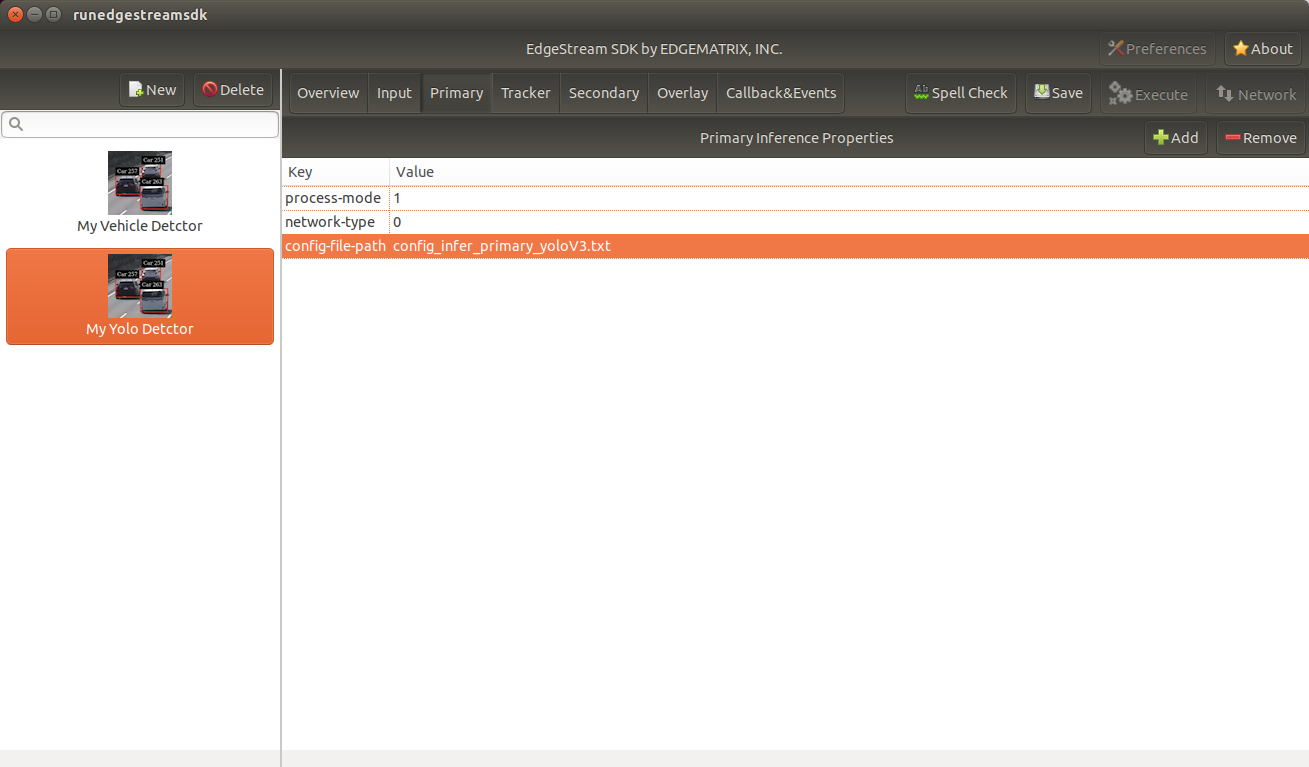 runedgestreamsdk
EdgeStream SDK by EDGEMATRIX, INC.
Preferences
About
New
Delete
Overview
Input
Primary
Tracker
Secondary
Overlay
Callback&Events
Spell Check
Save
Execute
Network
Primary Inference Properties
Add
Remove
Car 251
Car 257
Car 263
My Vehicle Detctor
Car 251
Car 257
Car 263
My Yolo Detctor
Key Value
process-mode 1
network-type 0
config-file-path config_infer_primary_yoloV3.txt